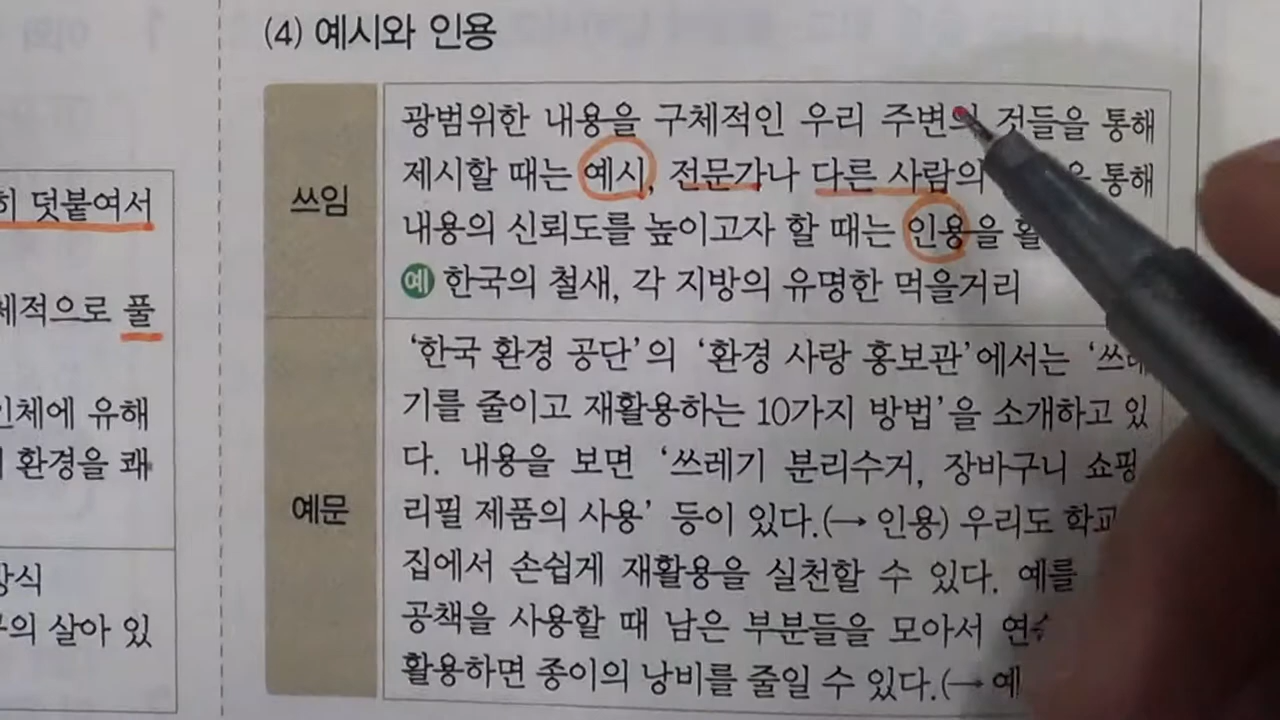 (4) 예시와 인용
히 덧붙여서
체적으로 풀
인체에 유해
환경을 쾌
방식
의 살아 있
쓰임
광범위한 내용을 구체적인 우리 주변의 것들을 통해
제시할 때는 예시, 전문가나 다른 사람의 통해
내용의 신뢰도를 높이고자 할 때는 인용을
예 한국의 철새, 각 지방의 유명한 먹을거리
예문
‘한국 환경 공단’의 ‘환경 사랑 홍보관’에서는 ‘쓰레
기를 줄이고 재활용하는 10가지 방법’을 소개하고 있
다. 내용을 보면 ‘쓰레기 분리수거, 장바구니 쇼핑
리필 제품의 사용’ 등이 있다.(→ 인용) 우리도 학교
집에서 손쉽게 재활용을 실천할 수 있다. 예를
공책을 사용할 때 남은 부분들을 모아서
활용하면 종이의 낭비를 줄일 수 있다.(→ 예